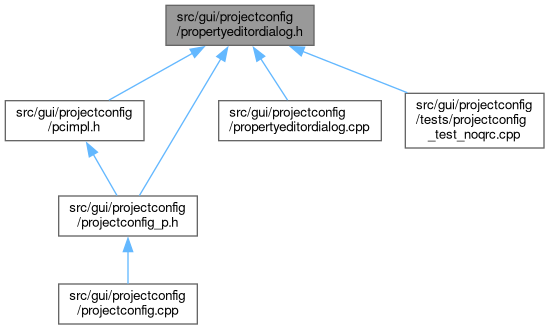 src/gui/projectconfig
/propertyeditordialog.h
src/gui/projectconfig
/pcimpl.h
src/gui/projectconfig
/propertyeditordialog.cpp
src/gui/projectconfig
/tests/projectconfig
_test_noqrc.cpp
src/gui/projectconfig
/projectconfig_p.h
src/gui/projectconfig
/projectconfig.cpp